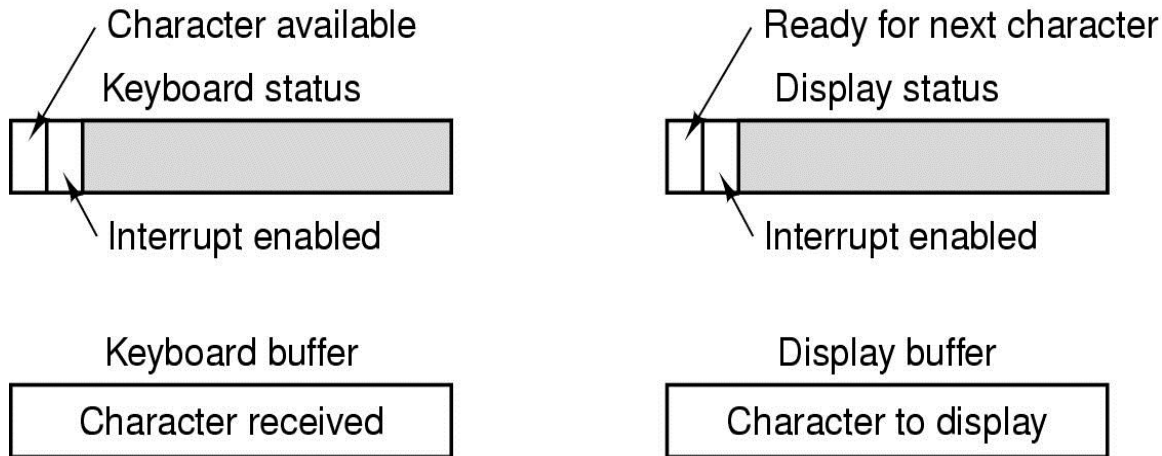 Character available
Ready for next character
Keyboard status
Display status
Interrupt enabled
Interrupt enabled
Keyboard buffer
Display buffer
Character received
Character to display